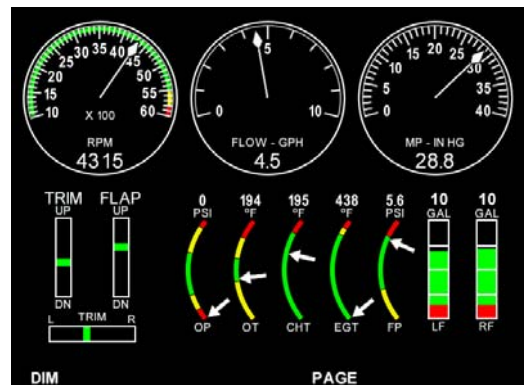 10 15 20 25 30 35 40 45 50 55 60
X 100
RPM
4315
0 5 10
FLOW - GPH
4.5
0 5 10 15 20 25 30 35 40
MP - IN HG
28.8
TRIM FLAP
UP UP
DN DN
L TRIM R
0 194 195 438 5.6 10 10
PSI °F °F °F PSI GAL GAL
OP OT CHT EGT FP LF RF
DIM PAGE